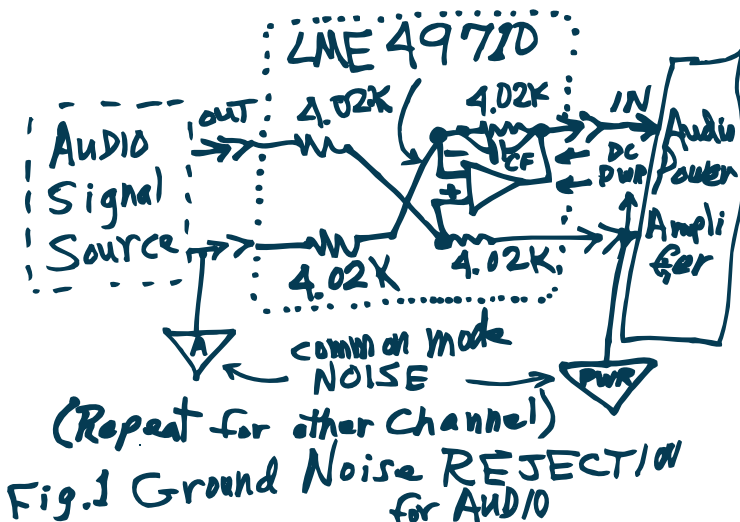 LME 49710
OUT
4.02K
4.02K
IN
AUDIO
Signal
Source
CF
DC
PWR
Audio
Power
Ampli
fier
-
+
4.02K
4.02K
A
common mode
NOISE
PWR
(Repeat for other Channel)
Fig.1 Ground Noise REJECTION
for AUDIO